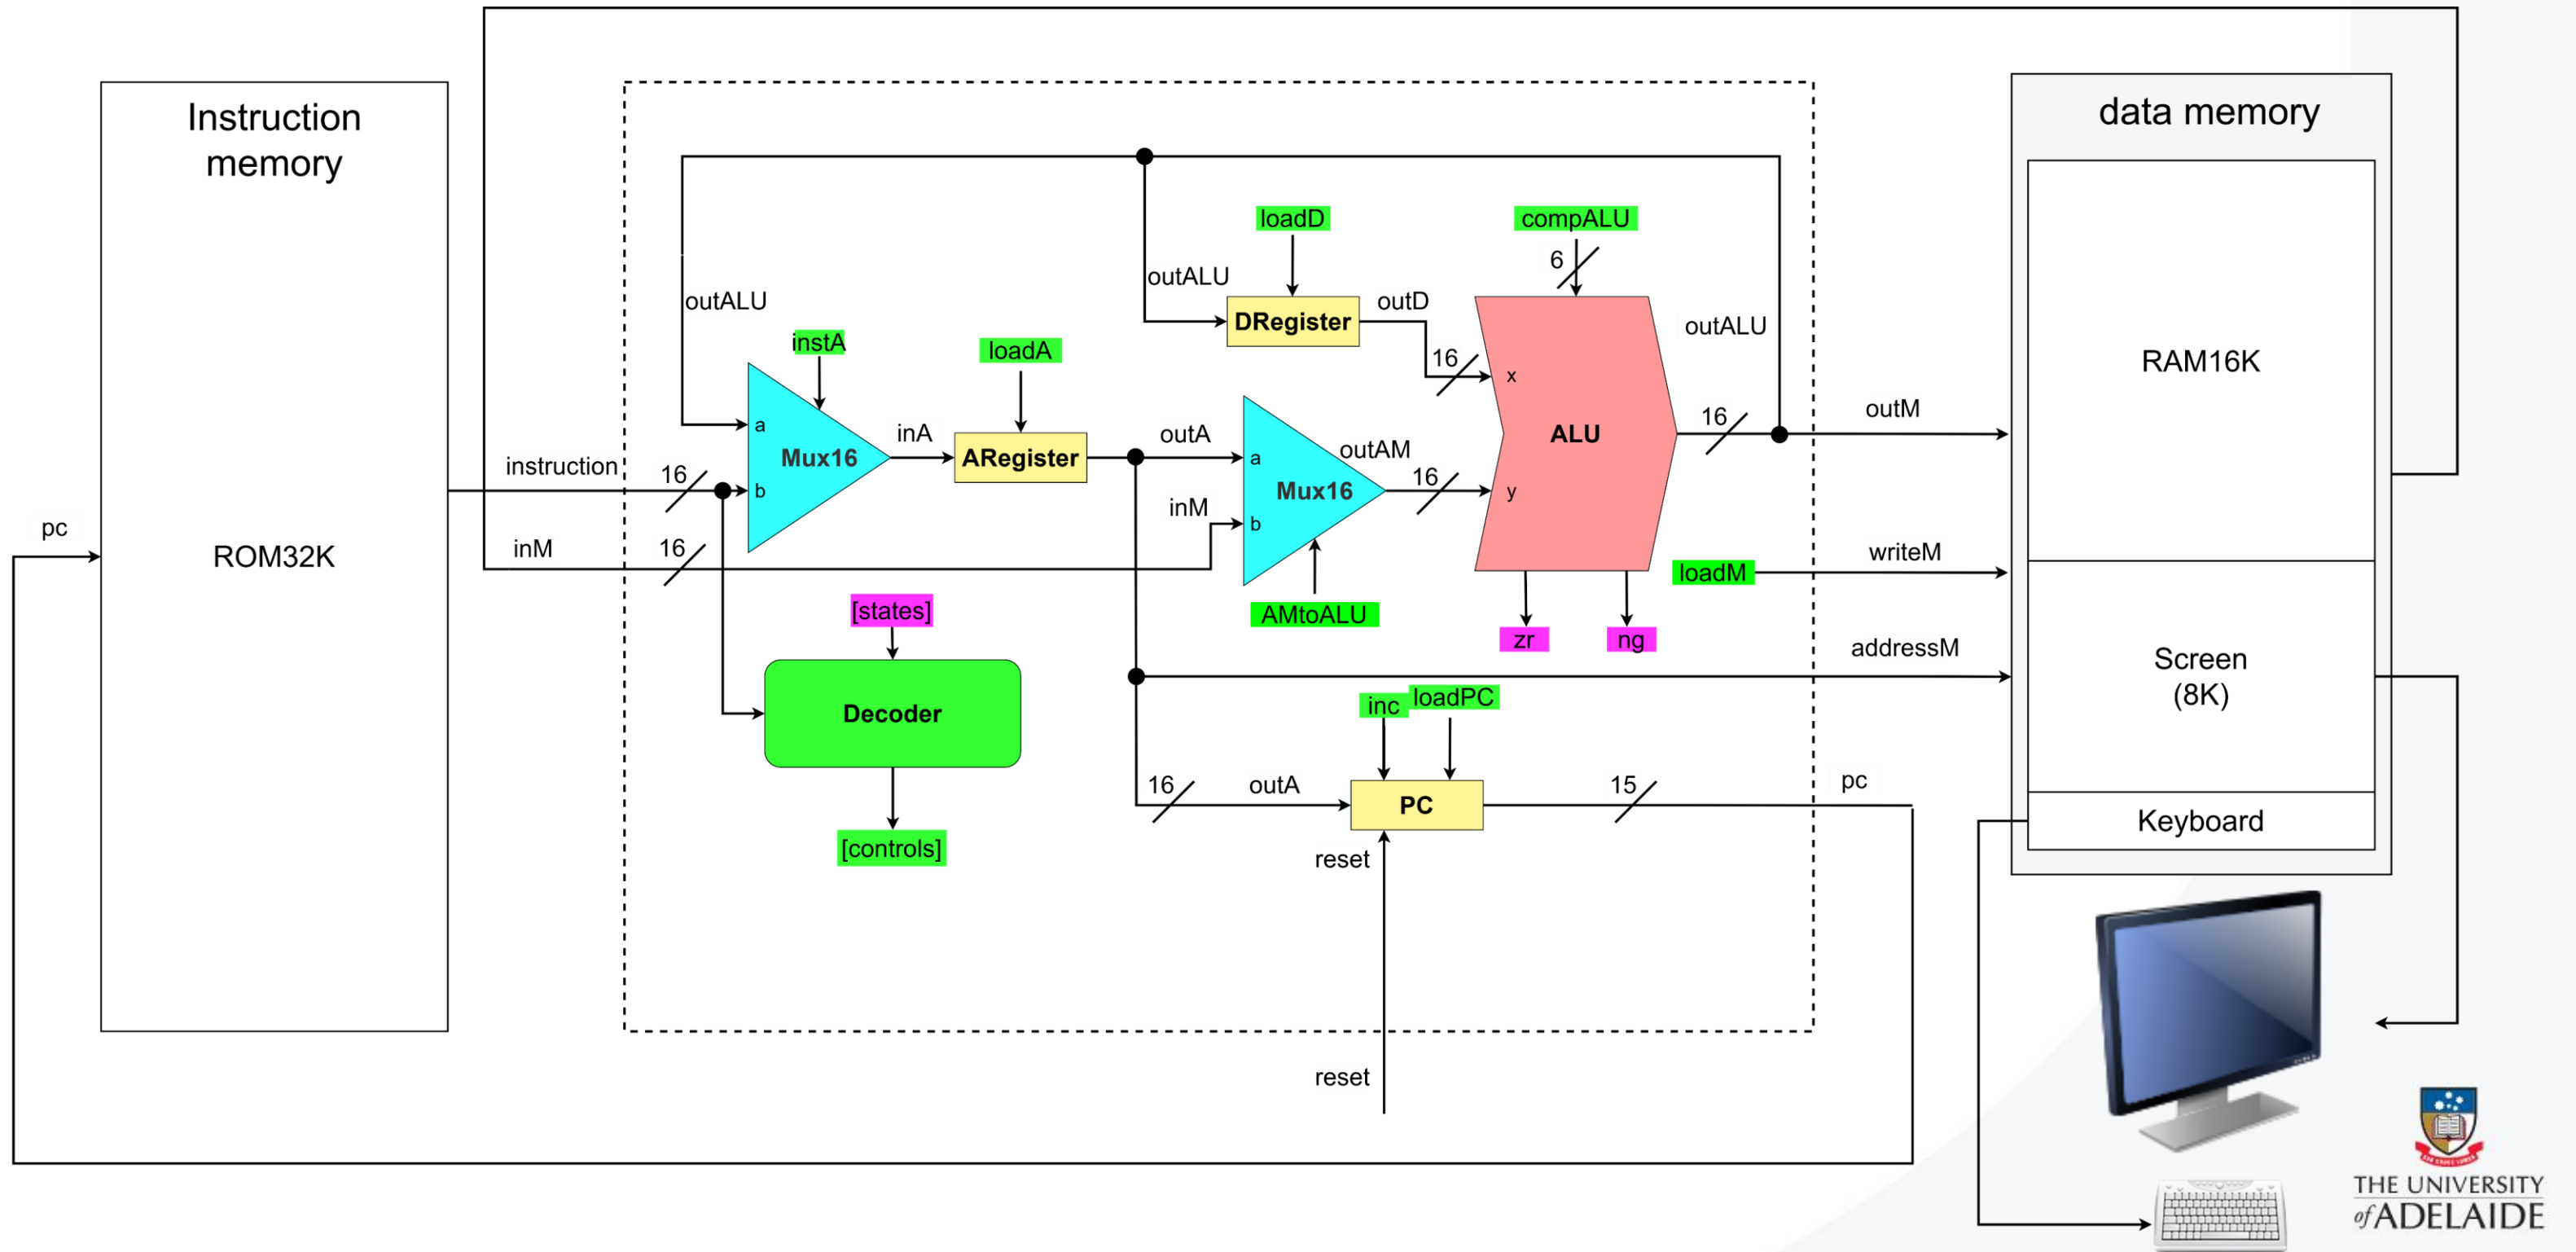 Instruction
memory
ROM32K
pc
instruction
16
inM
16
outALU
instA
a
b
Mux16
inA
loadA
ARegister
outA
outALU
loadD
DRegister
outD
16
compALU
6
x
y
ALU
a
b
Mux16
inM
outAM
16
AMtoALU
zr
ng
outALU
16
outM
loadM
writeM
addressM
[states]
Decoder
[controls]
inc
loadPC
16
outA
PC
15
pc
reset
reset
data memory
RAM16K
Screen
(8K)
Keyboard
THE UNIVERSITY
of ADELAIDE